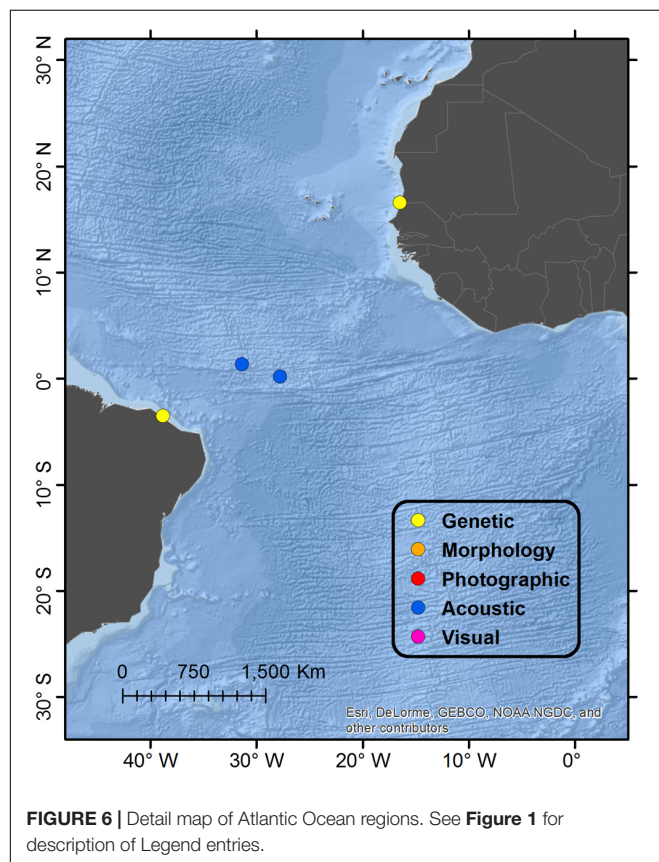 30° N
20° N
10° N
0°
10° S
20° S
30° S
Genetic
Morphology
Photographic
Acoustic
Visual
0 750 1,500 Km
Esri, DeLorme, GEBCO, NOAA NGDC, and
other contributors
40° W 30° W 20° W 10° W 0°
FIGURE 6 | Detail map of Atlantic Ocean regions. See Figure 1 for
description of Legend entries.